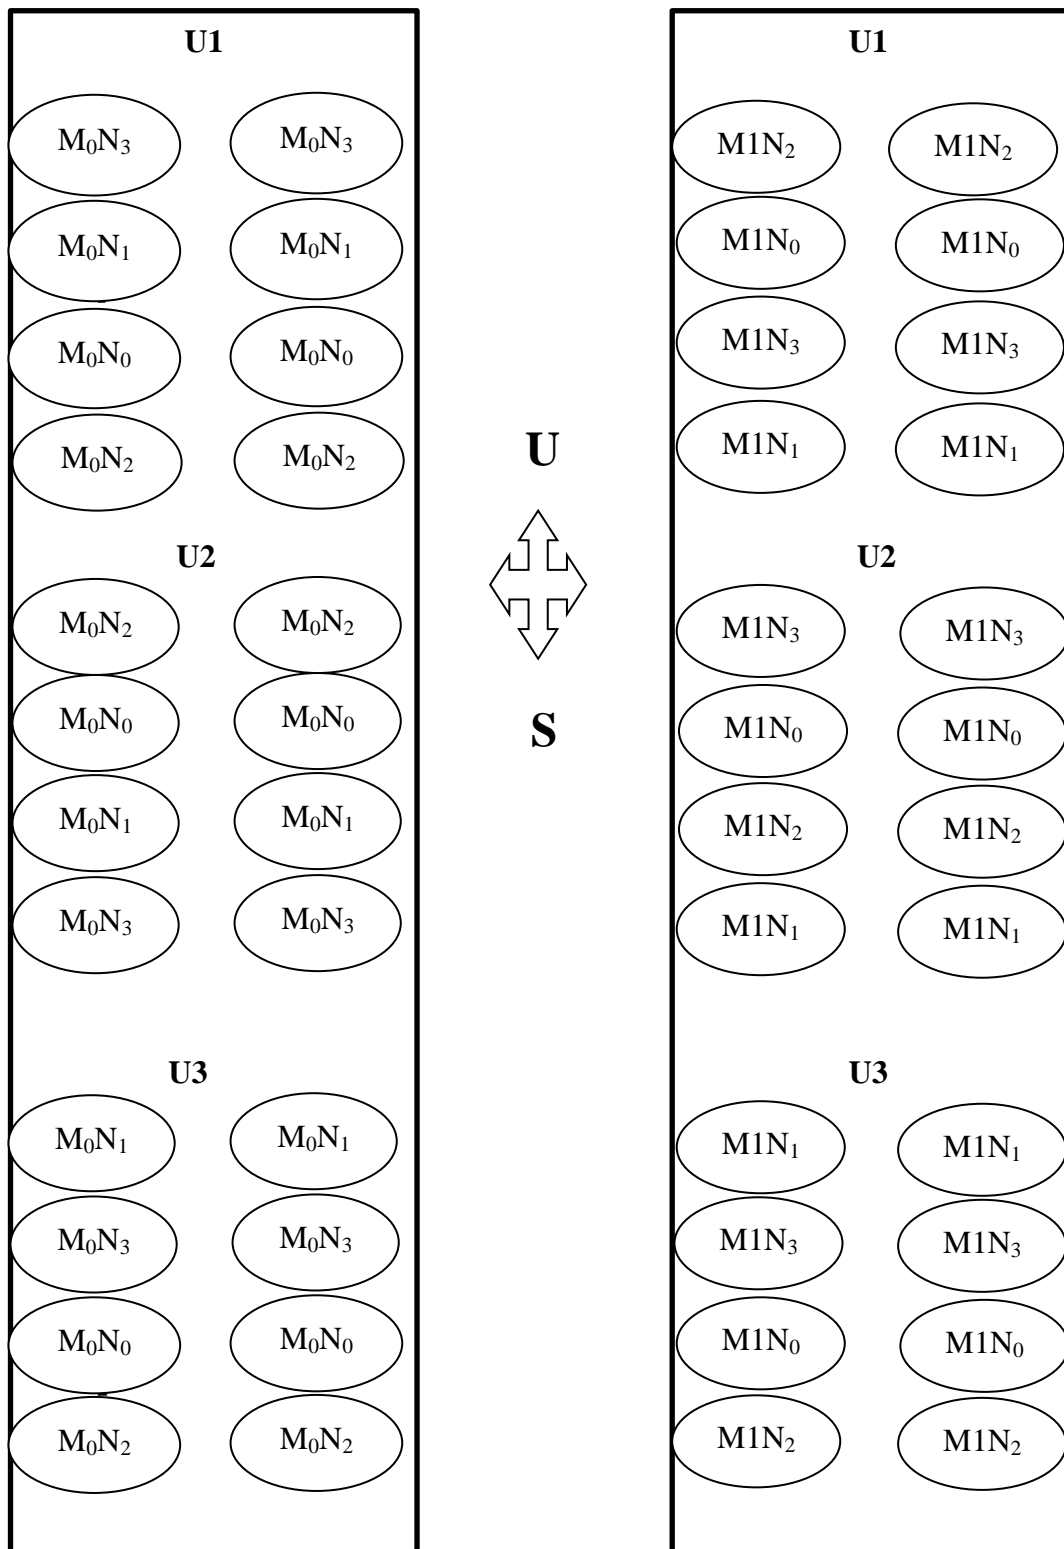 U1
M₀N₃ M₀N₃
M₀N₁ M₀N₁
M₀N₀ M₀N₀
M₀N₂ M₀N₂
U2
M₀N₂ M₀N₂
M₀N₀ M₀N₀
M₀N₁ M₀N₁
M₀N₃ M₀N₃
U3
M₀N₁ M₀N₁
M₀N₃ M₀N₃
M₀N₀ M₀N₀
M₀N₂ M₀N₂
U
S
U1
M1N₂ M1N₂
M1N₀ M1N₀
M1N₃ M1N₃
M1N₁ M1N₁
U2
M1N₃ M1N₃
M1N₀ M1N₀
M1N₂ M1N₂
M1N₁ M1N₁
U3
M1N₁ M1N₁
M1N₃ M1N₃
M1N₀ M1N₀
M1N₂ M1N₂